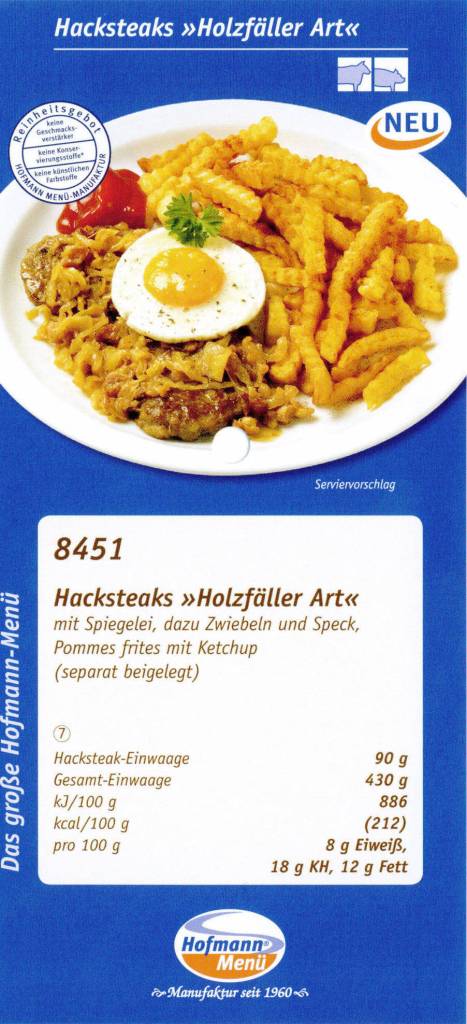 Hacksteaks »Holzfäller Art«
Reinheitsgebot
keine
Geschmacks-
verstärker
keine Konser-
vierungsstoffe*
keine künstlichen
Farbstoffe
HOFMANN MENÜ-MANUFAKTUR
NEU
Serviervorschlag
8451
Hacksteaks »Holzfäller Art«
mit Spiegelei, dazu Zwiebeln und Speck,
Pommes frites mit Ketchup
(separat beigelegt)
7
Hacksteak-Einwaage 90 g
Gesamt-Einwaage 430 g
kJ/100 g 886
kcal/100 g (212)
pro 100 g 8 g Eiweiß,
18 g KH, 12 g Fett
Das große Hofmann-Menü
Hofmann®
Menü
Manufaktur seit 1960